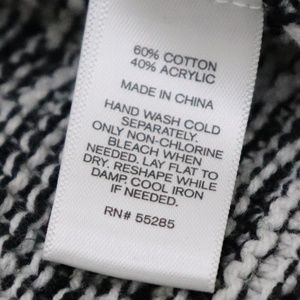 60% COTTON
40% ACRYLIC
MADE IN CHINA
HAND WASH COLD
SEPARATELY.
ONLY NON-CHLORINE
BLEACH WHEN
NEEDED. LAY FLAT TO
DRY. RESHAPE WHILE
DAMP. COOL IRON
IF NEEDED.
RN# 55285